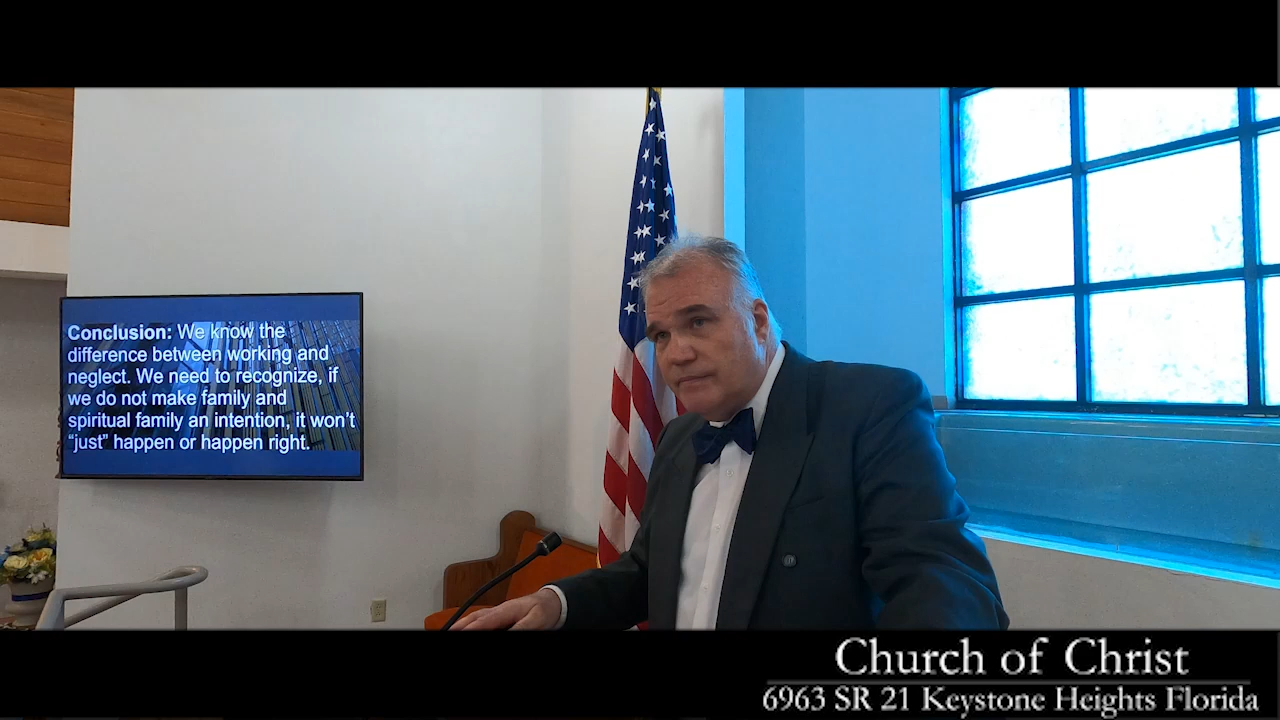 Conclusion: We know the
difference between working and
neglect. We need to recognize, if
we do not make family and
spiritual family an intention, it won't
“just” happen or happen right.
Church of Christ
6963 SR 21 Keystone Heights Florida